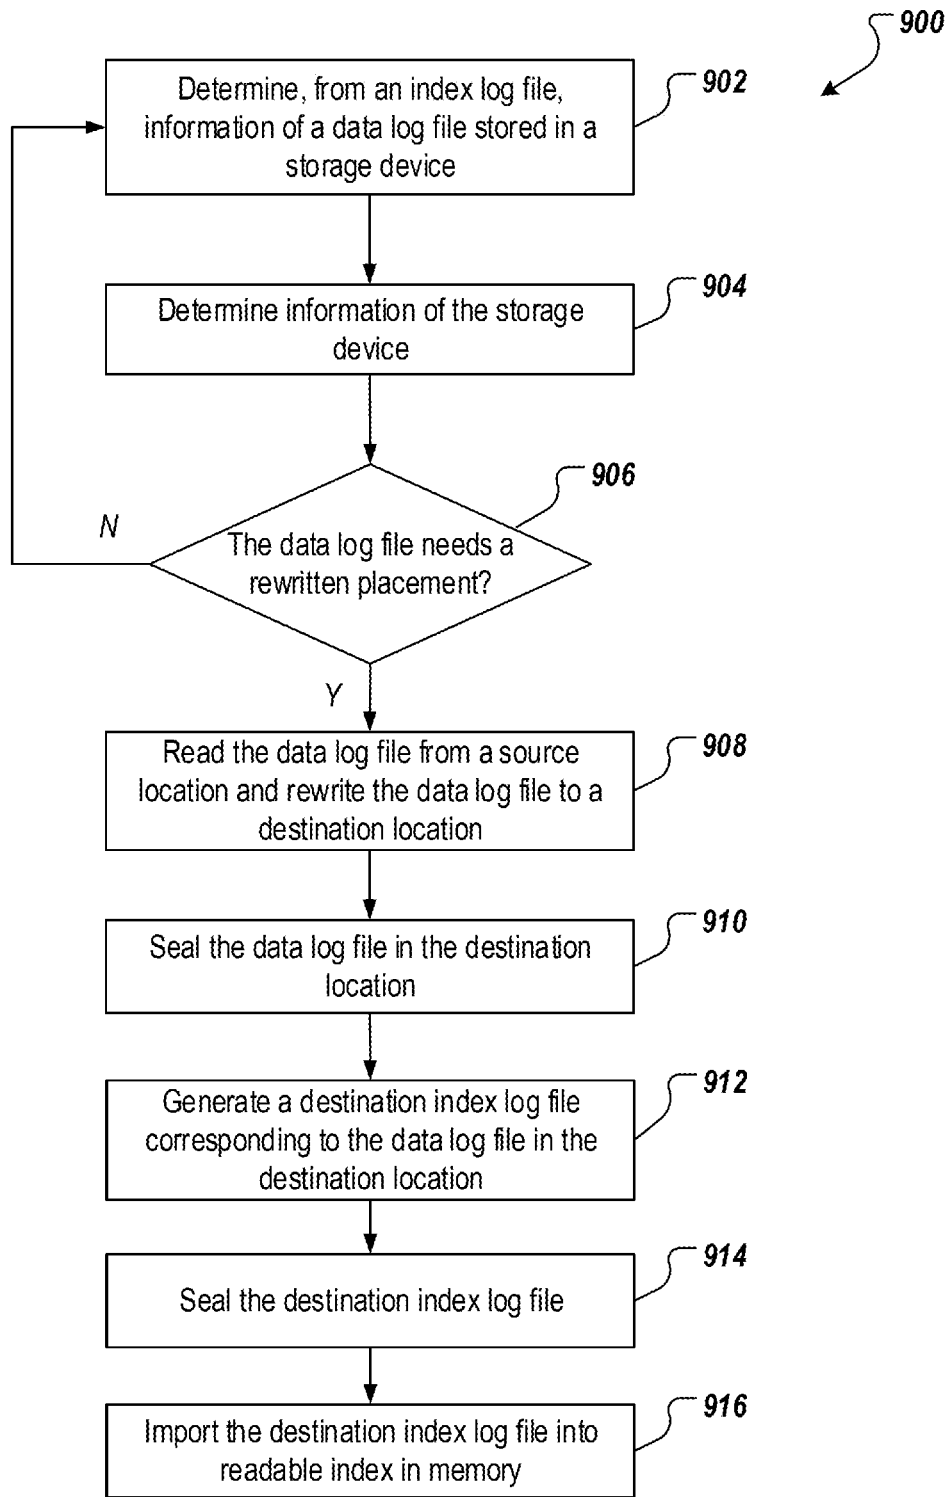 900
Determine, from an index log file,
information of a data log file stored in a
storage device
902
Determine information of the storage
device
904
The data log file needs a
rewritten placement?
906
N
Y
Read the data log file from a source
location and rewrite the data log file to a
destination location
908
Seal the data log file in the destination
location
910
Generate a destination index log file
corresponding to the data log file in the
destination location
912
Seal the destination index log file
914
Import the destination index log file into
readable index in memory
916